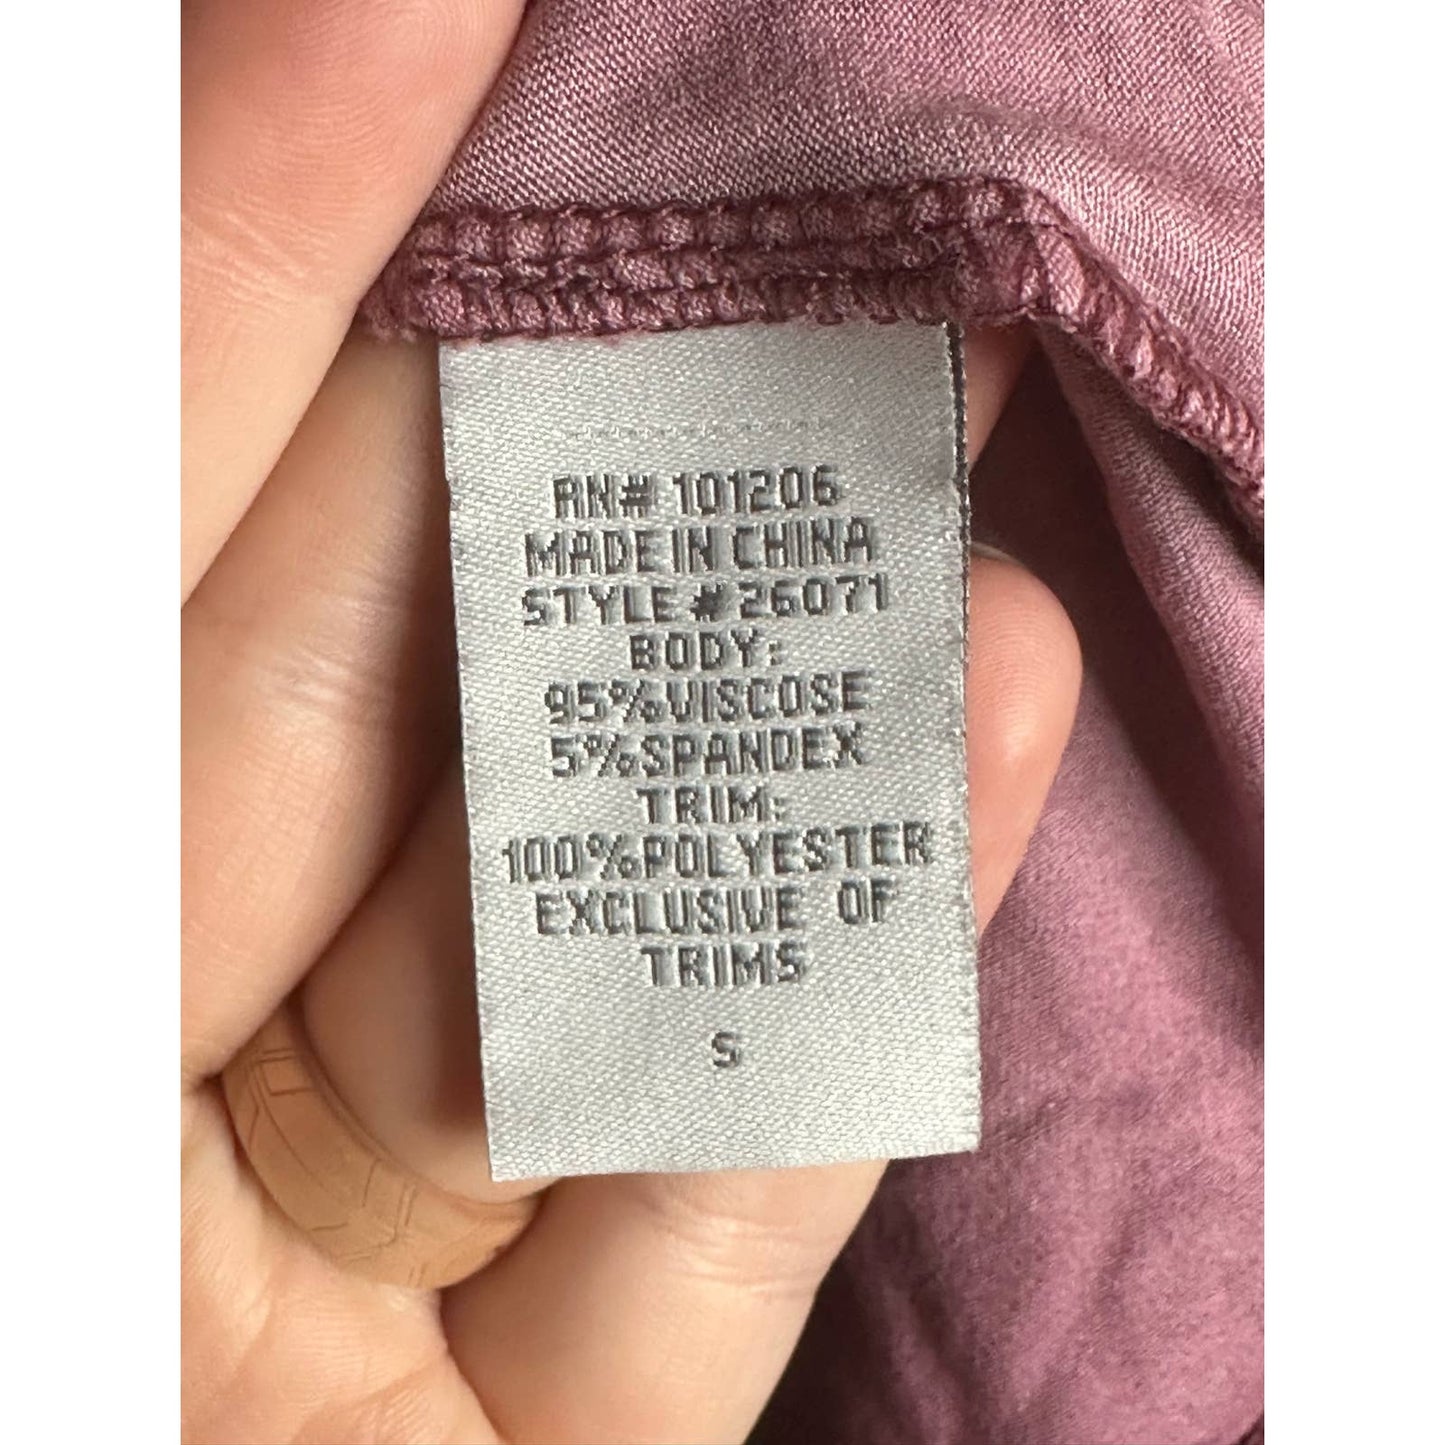 RN# 101206
MADE IN CHINA
STYLE # 26071
BODY:
95%VISCOSE
5%SPANDEX
TRIM:
100%POLYESTER
EXCLUSIVE OF
TRIMS
S